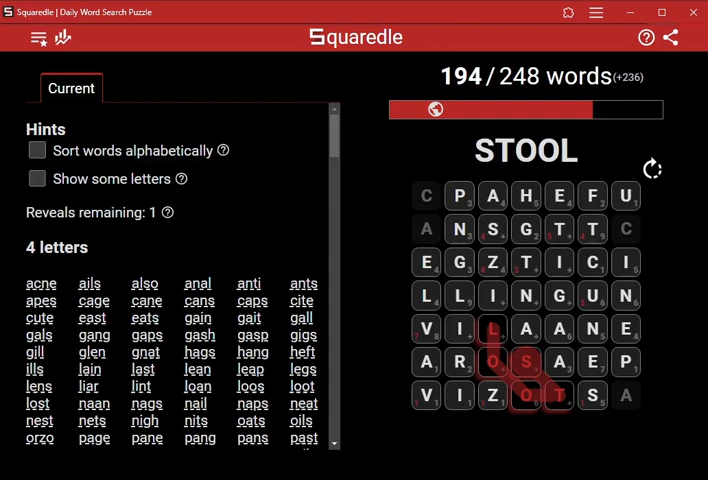 Squaredle | Daily Word Search Puzzle
Squaredle
Current
194/248 words(+236)
STOOL
Hints
Sort words alphabetically
Show some letters
Reveals remaining: 1
4 letters
acne ails also anal anti ants
apes cage cane cans caps cite
cute east eats gain gait gall
gals gang gaps gash gasp gigs
gill glen gnat hags hang heft
ills lain last lean leap legs
lens liar lint loan loos loot
lost naan nags nail naps neat
nest nets nigh nits oats oils
orzo page pane pang pans past
C P A H E F U
A N S G T T C
E G Z T I C I
L L I N G U N
V I L A A N E
A R O S A E P
V I Z O T S A